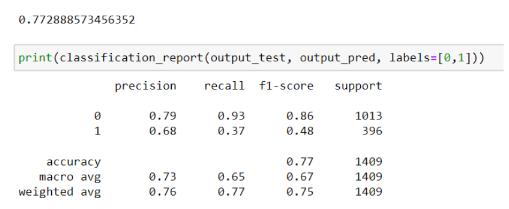 0.772888573456352
print(classification_report(output_test, output_pred, labels=[0,1]))
precision recall f1-score support
0 0.79 0.93 0.86 1013
1 0.68 0.37 0.48 396
accuracy 0.77 1409
macro avg 0.73 0.65 0.67 1409
weighted avg 0.76 0.77 0.75 1409